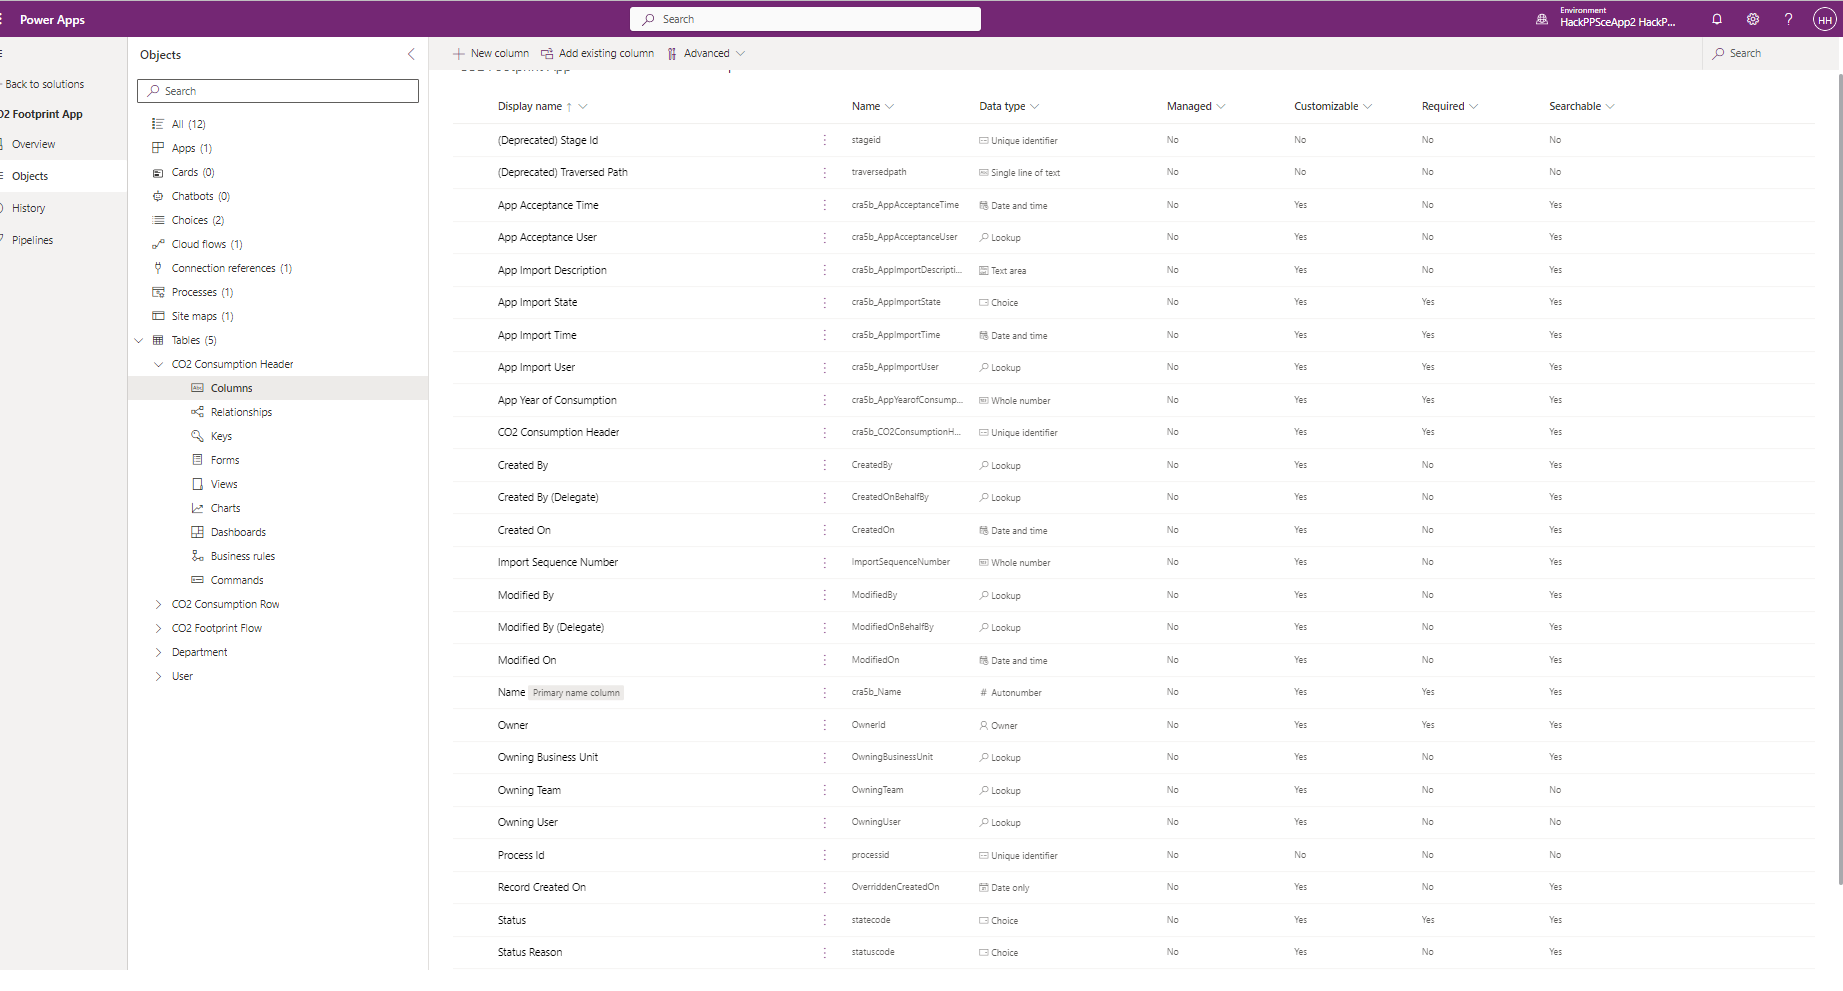 Power Apps
Search
Environment
HackPPSceApp2 HackP...
?
HH
Back to solutions
O2 Footprint App
Overview
Objects
History
Pipelines
Objects
Search
All (12)
Apps (1)
Cards (0)
Chatbots (0)
Choices (2)
Cloud flows (1)
Connection references (1)
Processes (1)
Site maps (1)
Tables (5)
CO2 Consumption Header
Columns
Relationships
Keys
Forms
Views
Charts
Dashboards
Business rules
Commands
CO2 Consumption Row
CO2 Footprint Flow
Department
User
New column Add existing column Advanced Search
Display name ↑ Name Data type Managed Customizable Required Searchable
(Deprecated) Stage Id stageid Unique identifier No No No No
(Deprecated) Traversed Path traversedpath Single line of text No No No No
App Acceptance Time cra5b_AppAcceptanceTime Date and time No Yes No Yes
App Acceptance User cra5b_AppAcceptanceUser Lookup No Yes No Yes
App Import Description cra5b_AppImportDescripti... Text area No Yes No Yes
App Import State cra5b_AppImportState Choice No Yes Yes Yes
App Import Time cra5b_AppImportTime Date and time No Yes Yes Yes
App Import User cra5b_AppImportUser Lookup No Yes Yes Yes
App Year of Consumption cra5b_AppYearofConsump... Whole number No Yes Yes Yes
CO2 Consumption Header cra5b_CO2ConsumptionH... Unique identifier No Yes Yes Yes
Created By CreatedBy Lookup No Yes No Yes
Created By (Delegate) CreatedOnBehalfBy Lookup No Yes No Yes
Created On CreatedOn Date and time No Yes No Yes
Import Sequence Number ImportSequenceNumber Whole number No Yes No Yes
Modified By ModifiedBy Lookup No Yes No Yes
Modified By (Delegate) ModifiedOnBehalfBy Lookup No Yes No Yes
Modified On ModifiedOn Date and time No Yes No Yes
Name Primary name column cra5b_Name # Autonumber No Yes Yes Yes
Owner OwnerId Owner No Yes Yes Yes
Owning Business Unit OwningBusinessUnit Lookup No Yes No Yes
Owning Team OwningTeam Lookup No Yes No No
Owning User OwningUser Lookup No Yes No No
Process Id processid Unique identifier No No No No
Record Created On OverriddenCreatedOn Date only No Yes No Yes
Status statecode Choice No Yes Yes Yes
Status Reason statuscode Choice No Yes No Yes